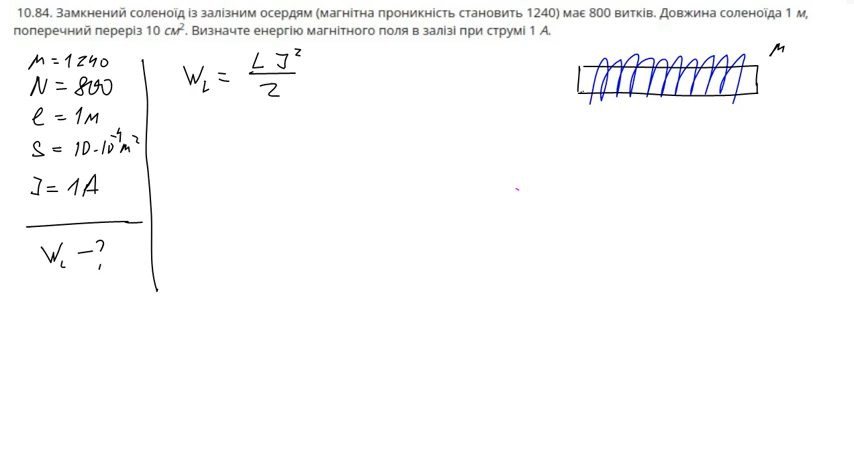 10.84. Замкнений соленоїд із залізним осердям (магнітна проникність становить 1240) має 800 витків. Довжина соленоїда 1 м,
поперечний переріз 10 см². Визначте енергію магнітного поля в залізі при струмі 1 А.
μ = 1240
N = 800
ℓ = 1м
S = 10·10⁻⁴ м²
I = 1А
W_L - ?
W_L = L I² / 2
μ